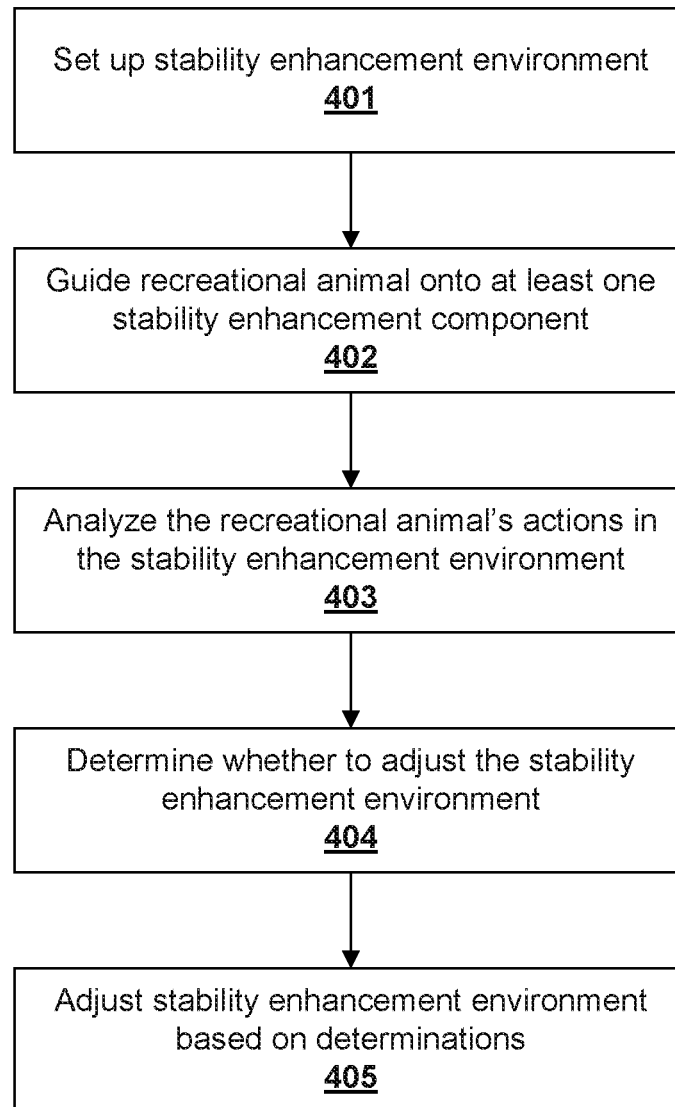 Set up stability enhancement environment
401
Guide recreational animal onto at least one
stability enhancement component
402
Analyze the recreational animal's actions in
the stability enhancement environment
403
Determine whether to adjust the stability
enhancement environment
404
Adjust stability enhancement environment
based on determinations
405